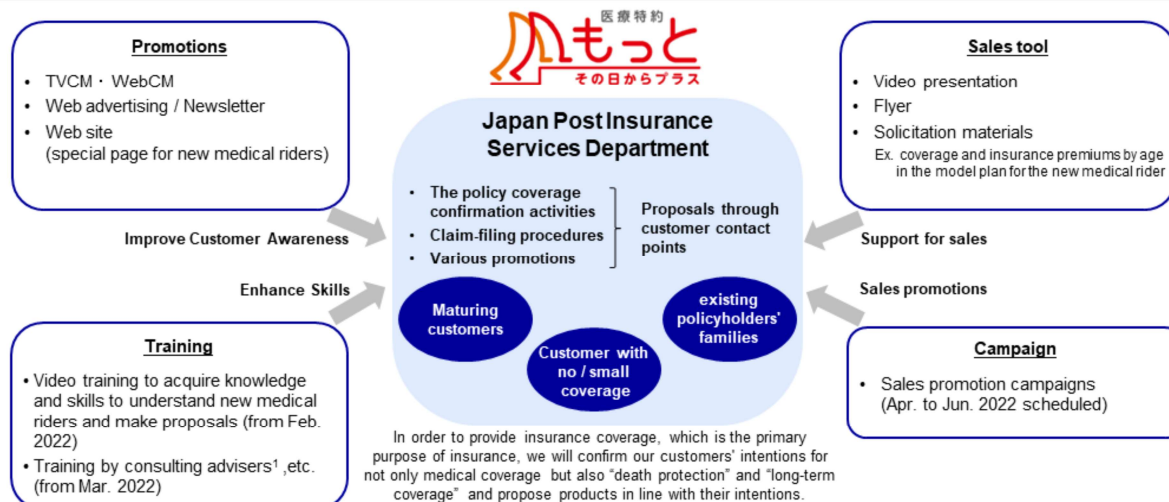 医療特約
もっと
その日からプラス
Promotions
• TVCM・WebCM
• Web advertising / Newsletter
• Web site
(special page for new medical riders)
Improve Customer Awareness
Enhance Skills
Training
• Video training to acquire knowledge
and skills to understand new medical
riders and make proposals (from Feb.
2022)
• Training by consulting advisers¹ ,etc.
(from Mar. 2022)
Japan Post Insurance
Services Department
• The policy coverage
confirmation activities
• Claim-filing procedures
• Various promotions
Proposals through
customer contact
points
Maturing
customers
Customer with
no / small
coverage
existing
policyholders'
families
In order to provide insurance coverage, which is the primary
purpose of insurance, we will confirm our customers' intentions for
not only medical coverage but also “death protection” and “long-term
coverage” and propose products in line with their intentions.
Sales tool
• Video presentation
• Flyer
• Solicitation materials
Ex. coverage and insurance premiums by age
in the model plan for the new medical rider
Support for sales
Sales promotions
Campaign
• Sales promotion campaigns
(Apr. to Jun. 2022 scheduled)